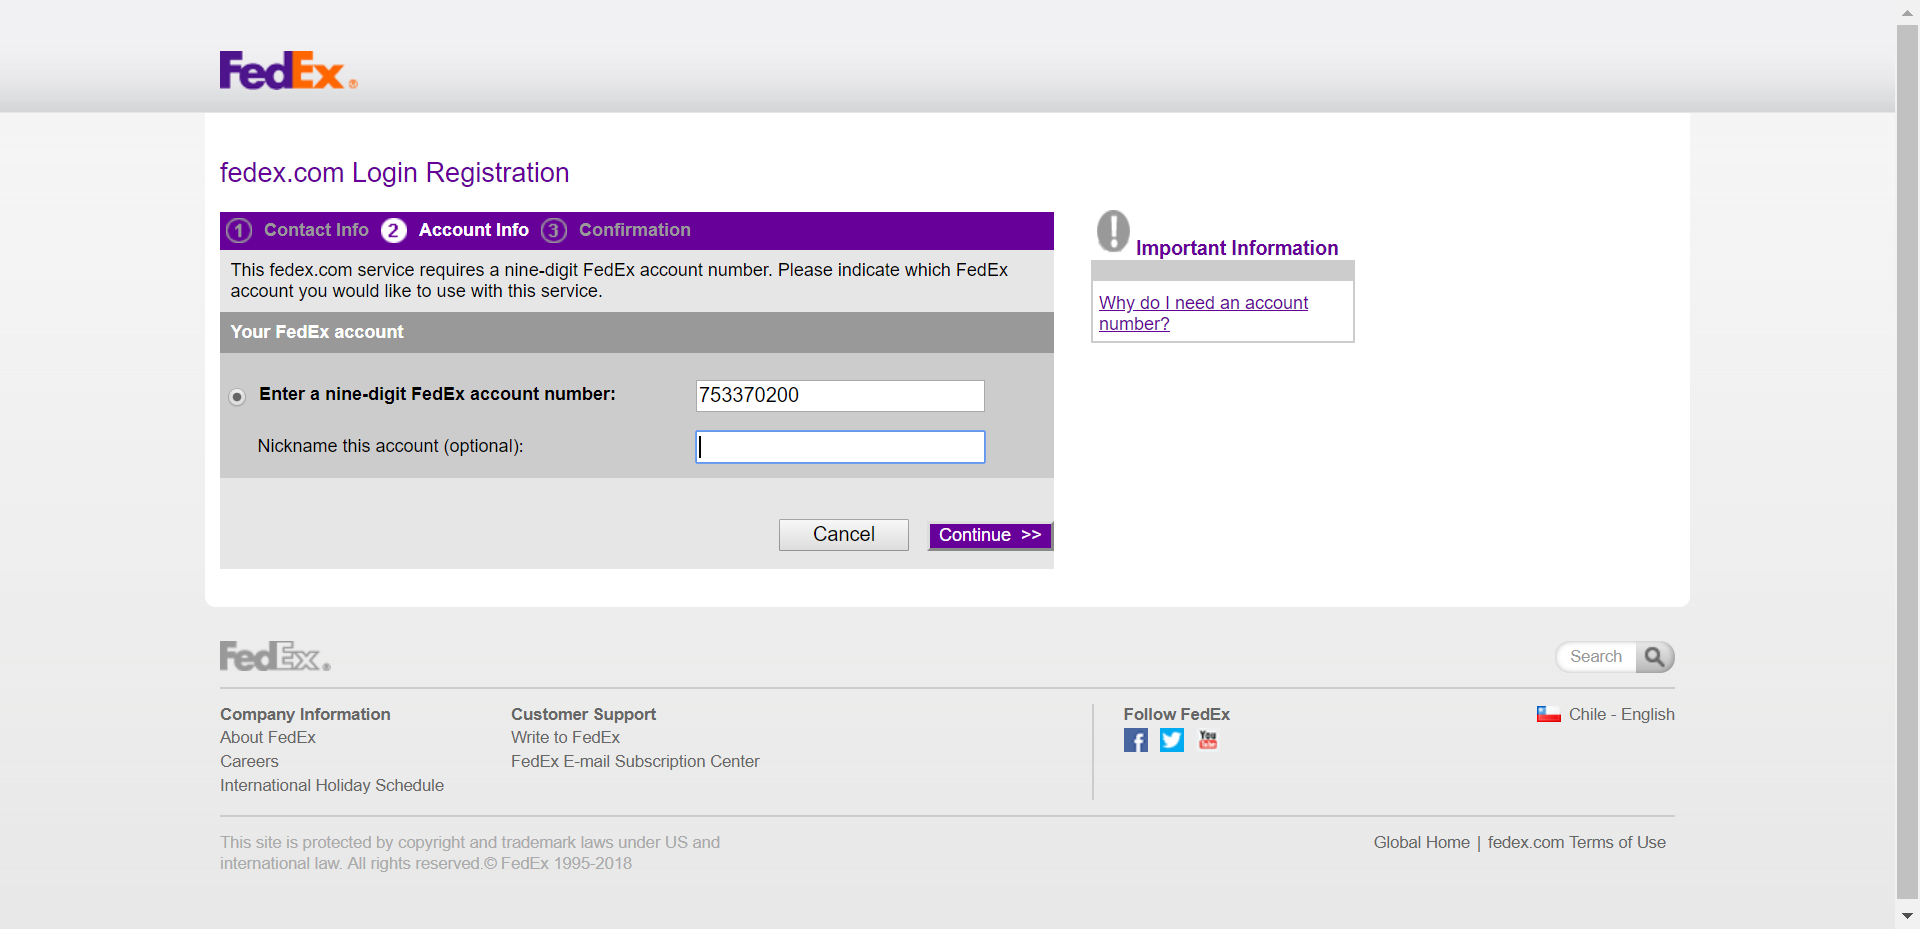 FedEx®
fedex.com Login Registration
1 Contact Info 2 Account Info 3 Confirmation
This fedex.com service requires a nine-digit FedEx account number. Please indicate which FedEx
account you would like to use with this service.
Your FedEx account
Enter a nine-digit FedEx account number: 753370200
Nickname this account (optional):
Cancel Continue >>
! Important Information
Why do I need an account
number?
FedEx®
Search
Company Information
About FedEx
Careers
International Holiday Schedule
Customer Support
Write to FedEx
FedEx E-mail Subscription Center
Follow FedEx
f
You
Tube
Chile - English
This site is protected by copyright and trademark laws under US and
international law. All rights reserved.© FedEx 1995-2018
Global Home | fedex.com Terms of Use